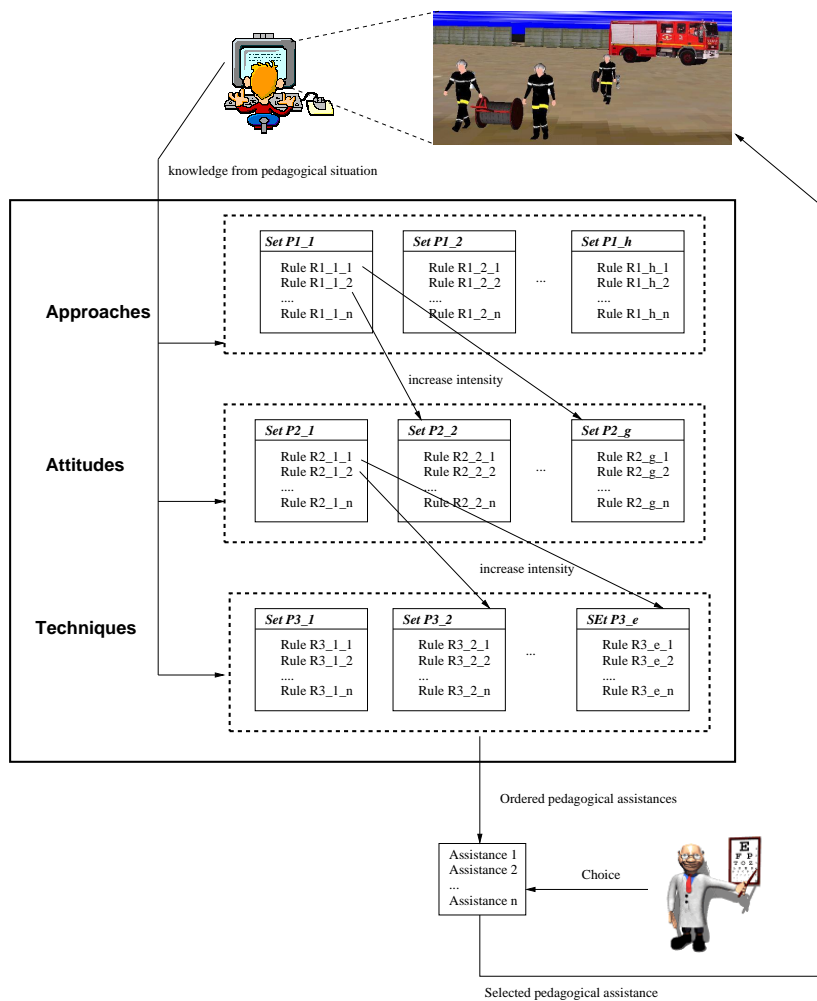 knowledge from pedagogical situation
Approaches
Set P1_1
Rule R1_1_1
Rule R1_1_2
....
Rule R1_1_n
Set P1_2
Rule R1_2_1
Rule R1_2_2
....
Rule R1_2_n
...
Set P1_h
Rule R1_h_1
Rule R1_h_2
....
Rule R1_h_n
increase intensity
Attitudes
Set P2_1
Rule R2_1_1
Rule R2_1_2
....
Rule R2_1_n
Set P2_2
Rule R2_2_1
Rule R2_2_2
....
Rule R2_2_n
...
Set P2_g
Rule R2_g_1
Rule R2_g_2
....
Rule R2_g_n
increase intensity
Techniques
Set P3_1
Rule R3_1_1
Rule R3_1_2
....
Rule R3_1_n
Set P3_2
Rule R3_2_1
Rule R3_2_2
...
Rule R3_2_n
...
SEt P3_e
Rule R3_e_1
Rule R3_e_2
....
Rule R3_e_n
Ordered pedagogical assistances
Assistance 1
Assistance 2
...
Assistance n
Choice
E
F P
T O Z
Selected pedagogical assistance